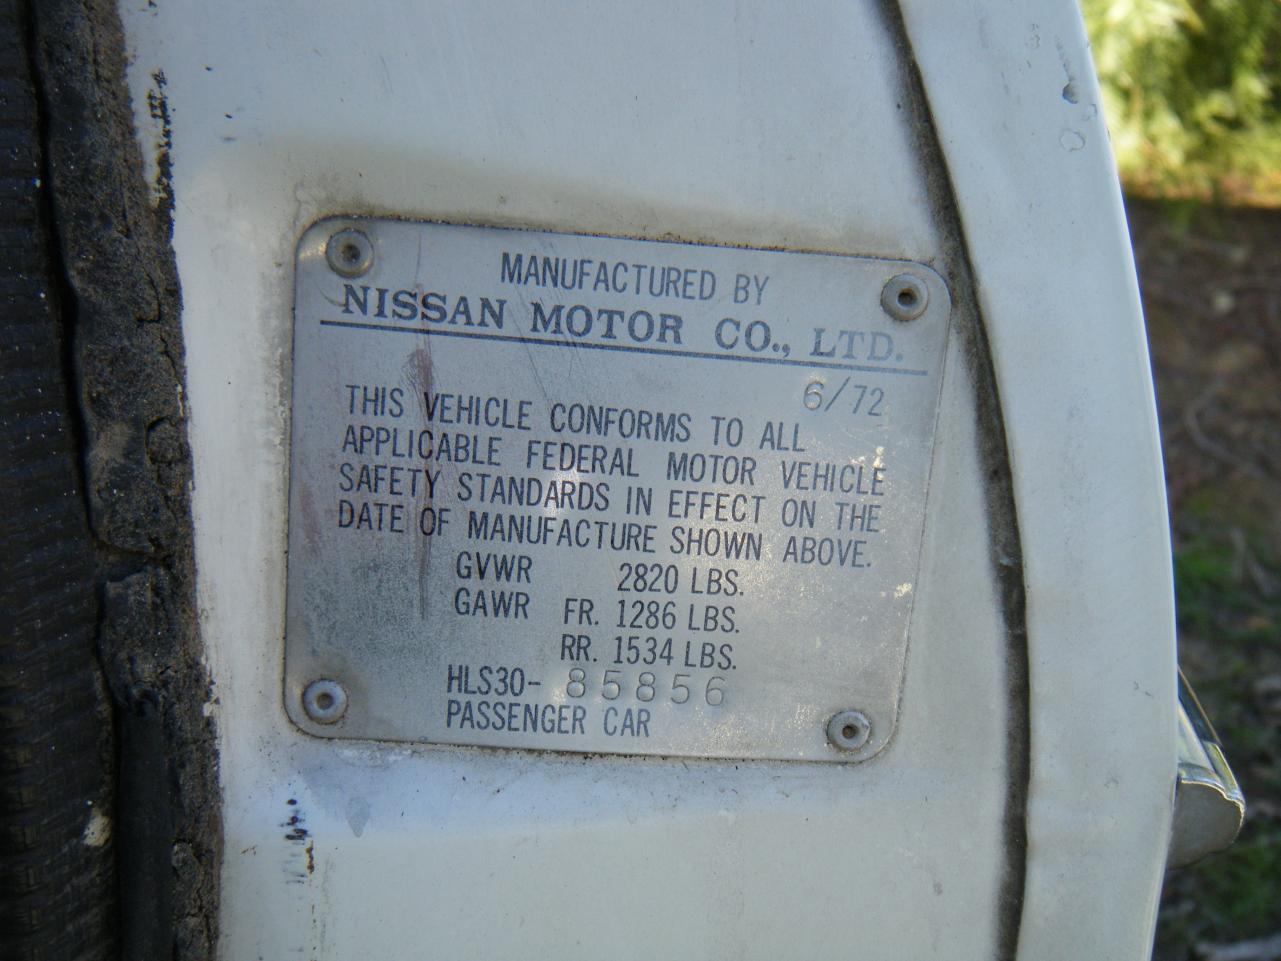 MANUFACTURED BY
NISSAN MOTOR CO., LTD.
6/72
THIS VEHICLE CONFORMS TO ALL
APPLICABLE FEDERAL MOTOR VEHICLE
SAFETY STANDARDS IN EFFECT ON THE
DATE OF MANUFACTURE SHOWN ABOVE.
GVWR 2820 LBS.
GAWR FR. 1286 LBS.
RR. 1534 LBS.
HLS30- 85856
PASSENGER CAR